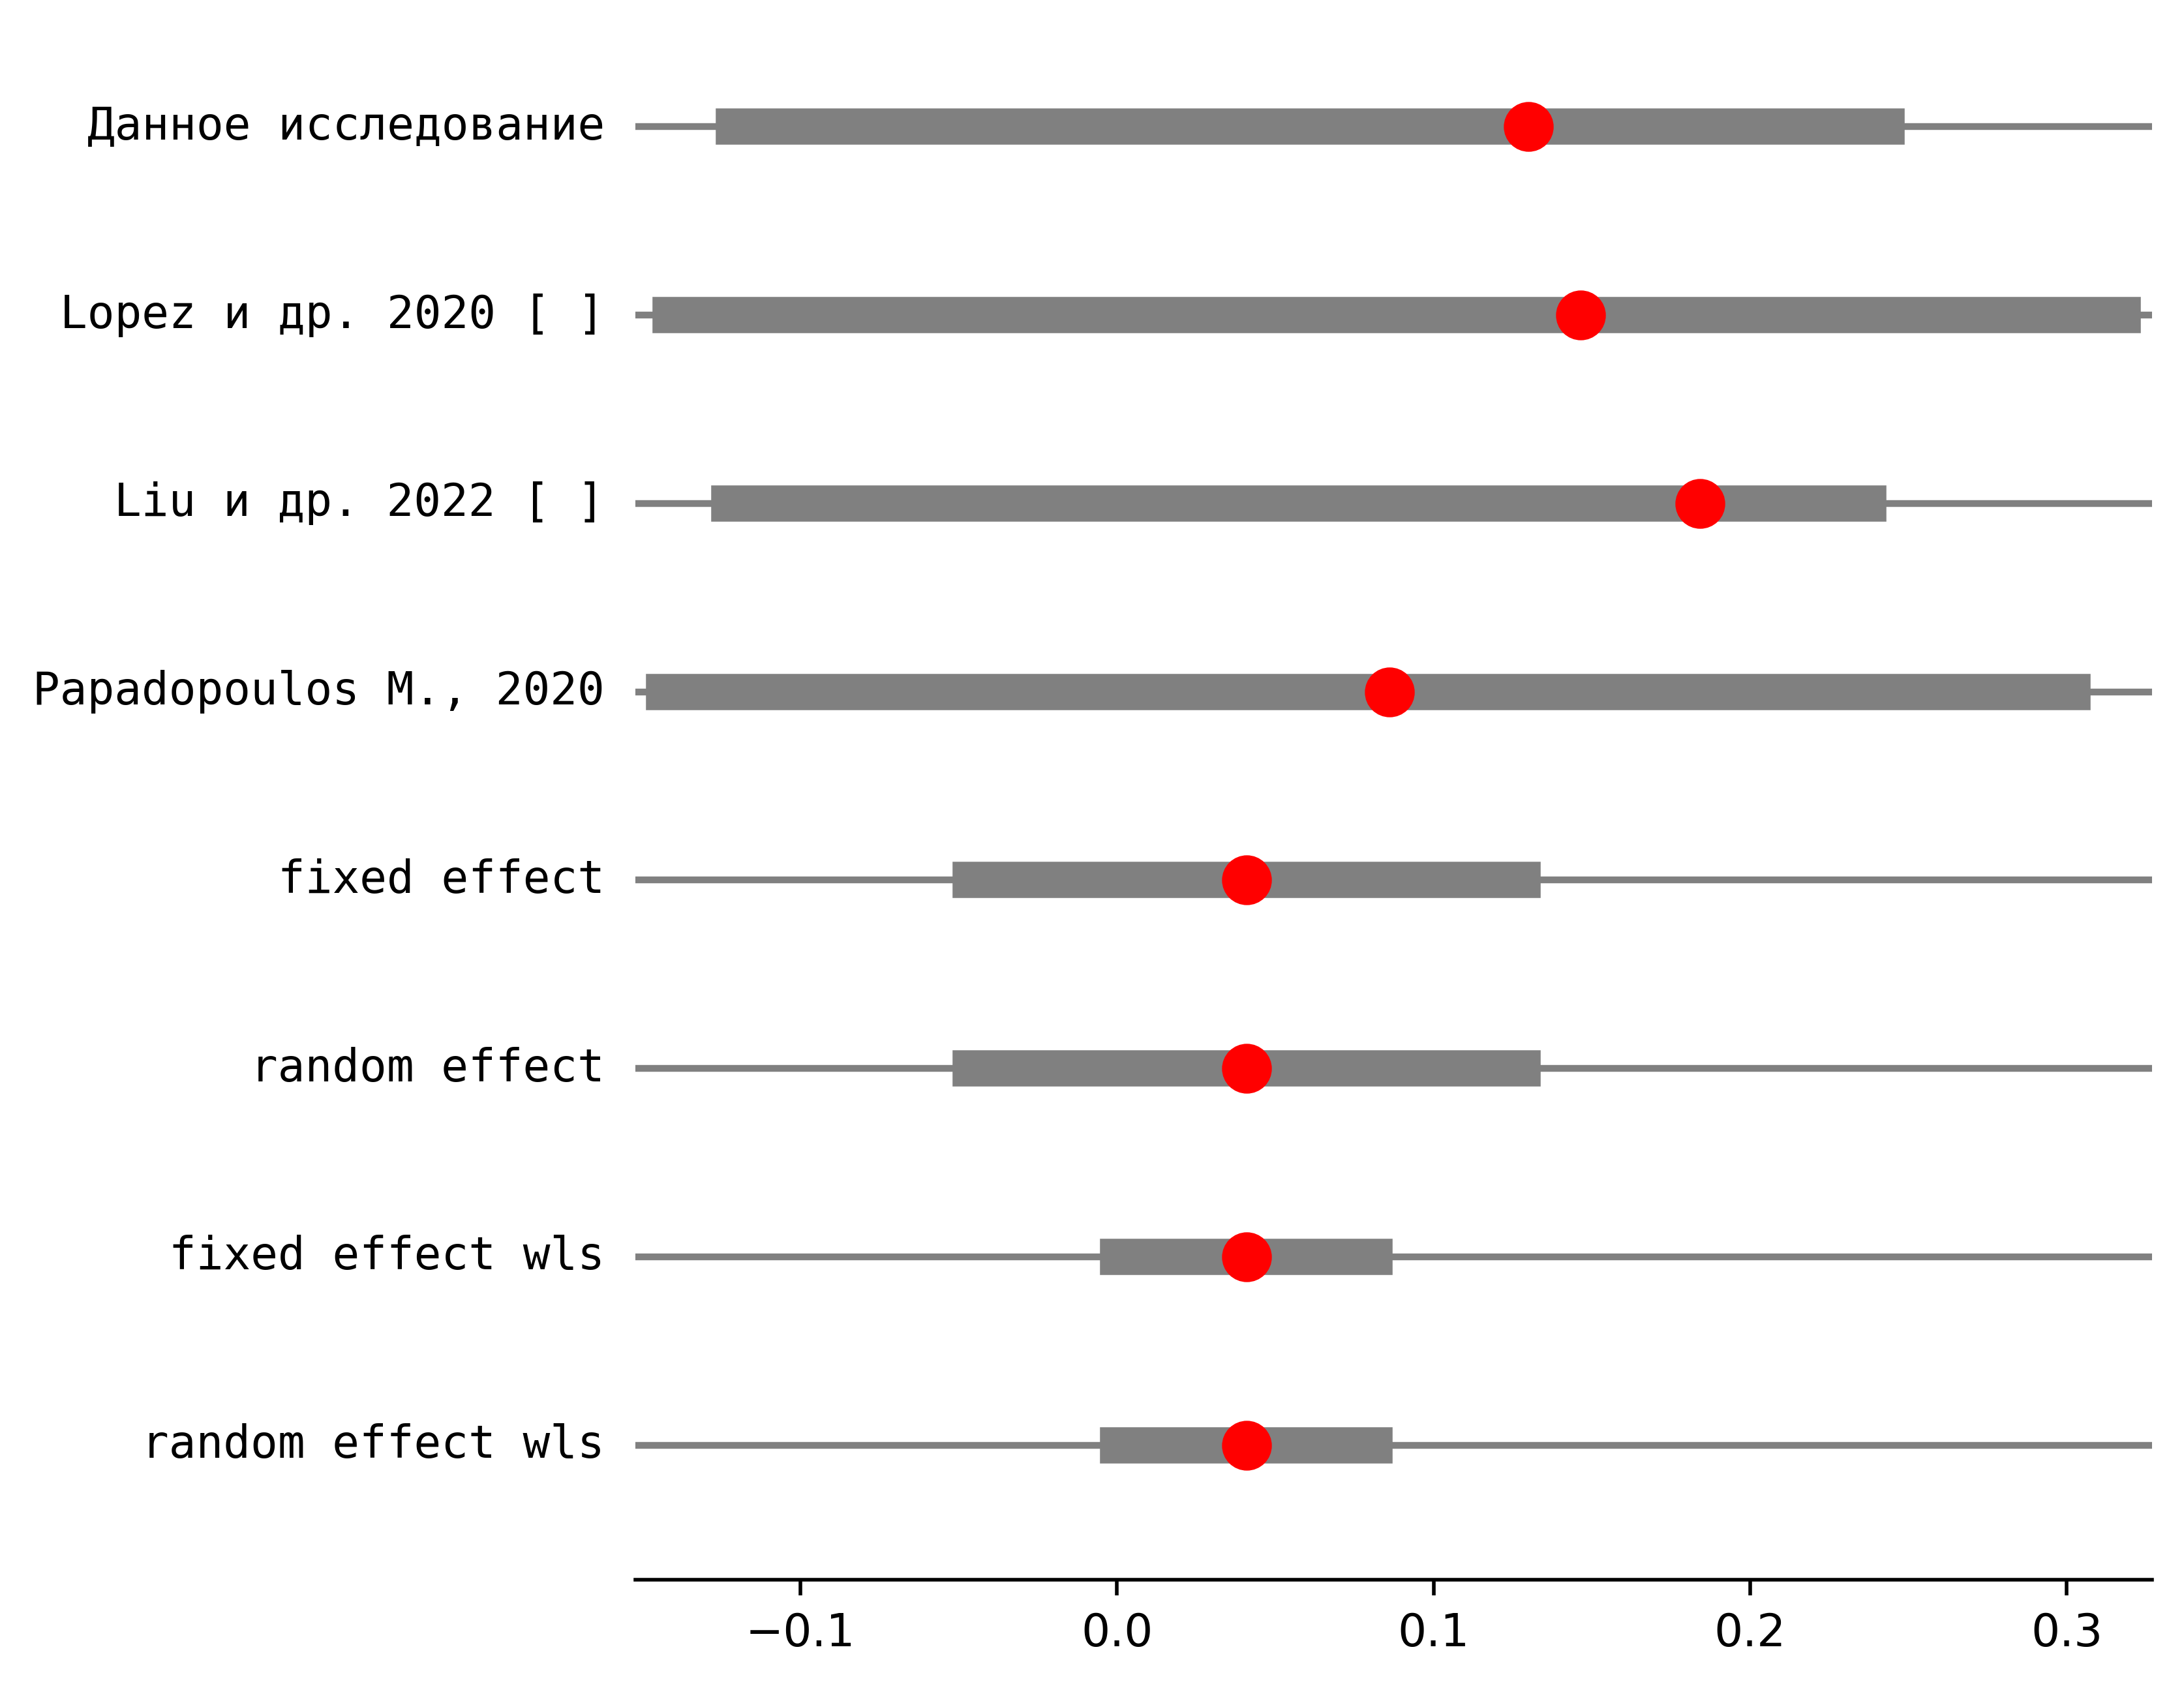 Данное исследование
Lopez и др. 2020 [ ]
Liu и др. 2022 [ ]
Papadopoulos M., 2020
fixed effect
random effect
fixed effect wls
random effect wls
−0.1 0.0 0.1 0.2 0.3